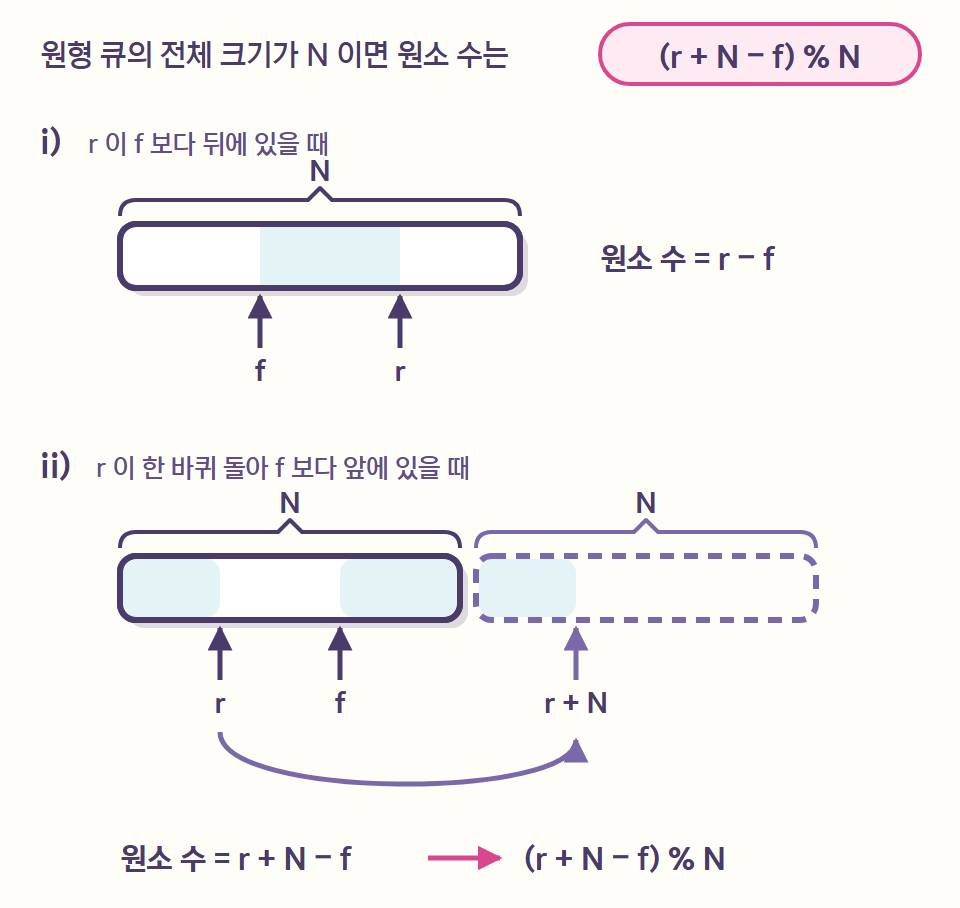 원형 큐의 전체 크기가 N 이면 원소 수는
(r + N − f) % N
i) r 이 f 보다 뒤에 있을 때
N
원소 수 = r − f
f
r
ii) r 이 한 바퀴 돌아 f 보다 앞에 있을 때
N
N
r
f
r + N
원소 수 = r + N − f
(r + N − f) % N